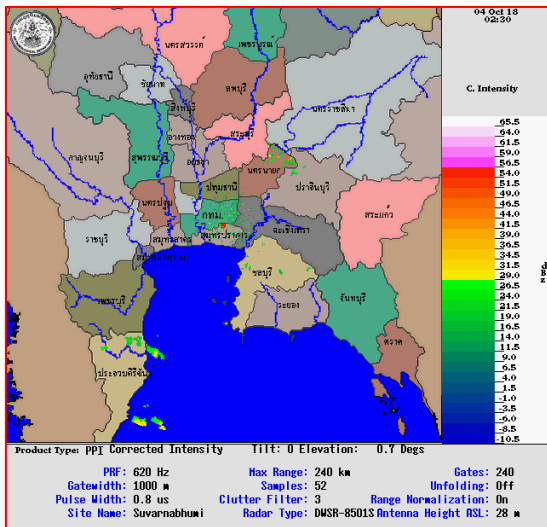 04 Oct 18
02:30
C. Intensity
65.5
64.0
61.5
59.0
56.5
54.0
51.5
49.0
46.5
44.0
41.5
39.0
36.5
34.0
31.5
29.0
26.5
24.0
21.5
19.0
16.5
14.0
11.5
9.0
6.5
4.0
1.5
-1.0
-3.5
-6.0
-8.5
-10.5
นครสวรรค์
เพชรบูรณ์
อุทัยธานี
ชัยนาท
ลพบุรี
สิงห์บุรี
นครราชสีมา
อ่างทอง
สระบุรี
กาญจนบุรี
สุพรรณบุรี
อยุธยา
นครนายก
ปราจีนบุรี
ปทุมธานี
นครปฐม
กทม.
สระแก้ว
ฉะเชิงเทรา
ราชบุรี
สมุทรสาคร
สมุทรปราการ
ชลบุรี
เพชรบุรี
ระยอง
จันทบุรี
ตราด
ประจวบคีรีขันธ์
Product Type: PPI Corrected Intensity Tilt: 0 Elevation: 0.7 Degs
PRF: 620 Hz Max Range: 240 km Gates: 240
Gatewidth: 1000 m Samples: 52 Unfolding: Off
Pulse Width: 0.8 us Clutter Filter: 3 Range Normalization: On
Site Name: Suvarnabhumi Radar Type: DWSR-8501S Antenna Height ASL: 28 m